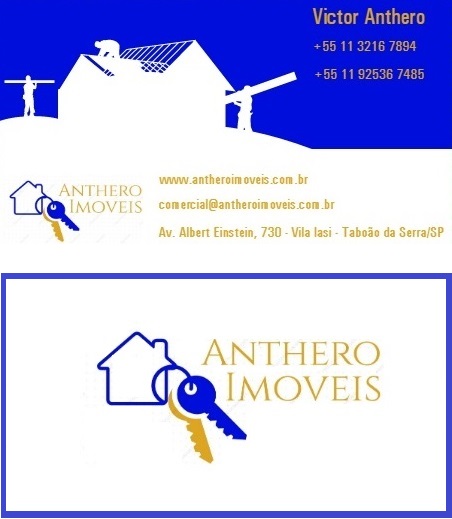 Victor Anthero
+55 11 3216 7894
+55 11 92536 7485
www.antheroimoveis.com.br
comercial@antheroimoveis.com.br
Av. Albert Einstein, 730 - Vila Iasi - Taboão da Serra/SP
ANTHERO
IMOVEIS
ANTHERO
IMOVEIS